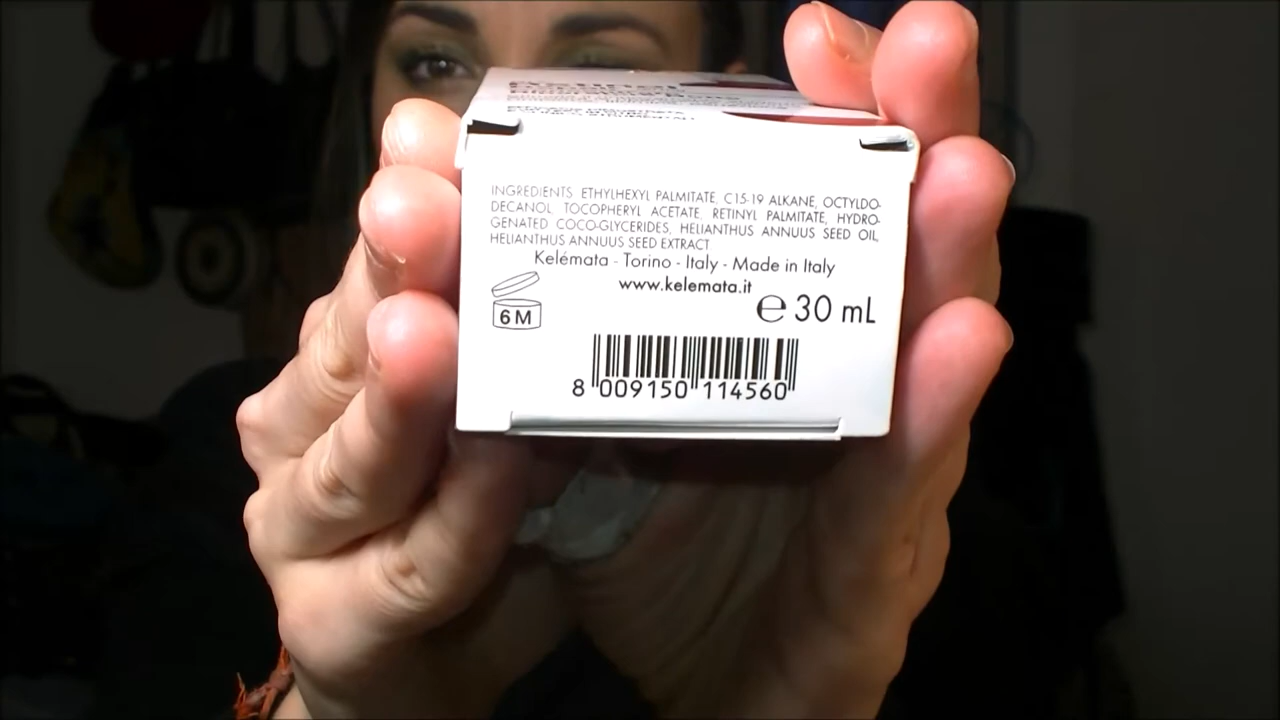 INGREDIENTS ETHYLHEXYL PALMITATE, C15-19 ALKANE, OCTYLDO-
DECANOL, TOCOPHERYL ACETATE, RETINYL PALMITATE, HYDRO-
GENATED COCO-GLYCERIDES, HELIANTHUS ANNUUS SEED OIL,
HELIANTHUS ANNUUS SEED EXTRACT
Kelémata - Torino - Italy - Made in Italy
www.kelemata.it
6 M
℮ 30 mL
8 009150 114560